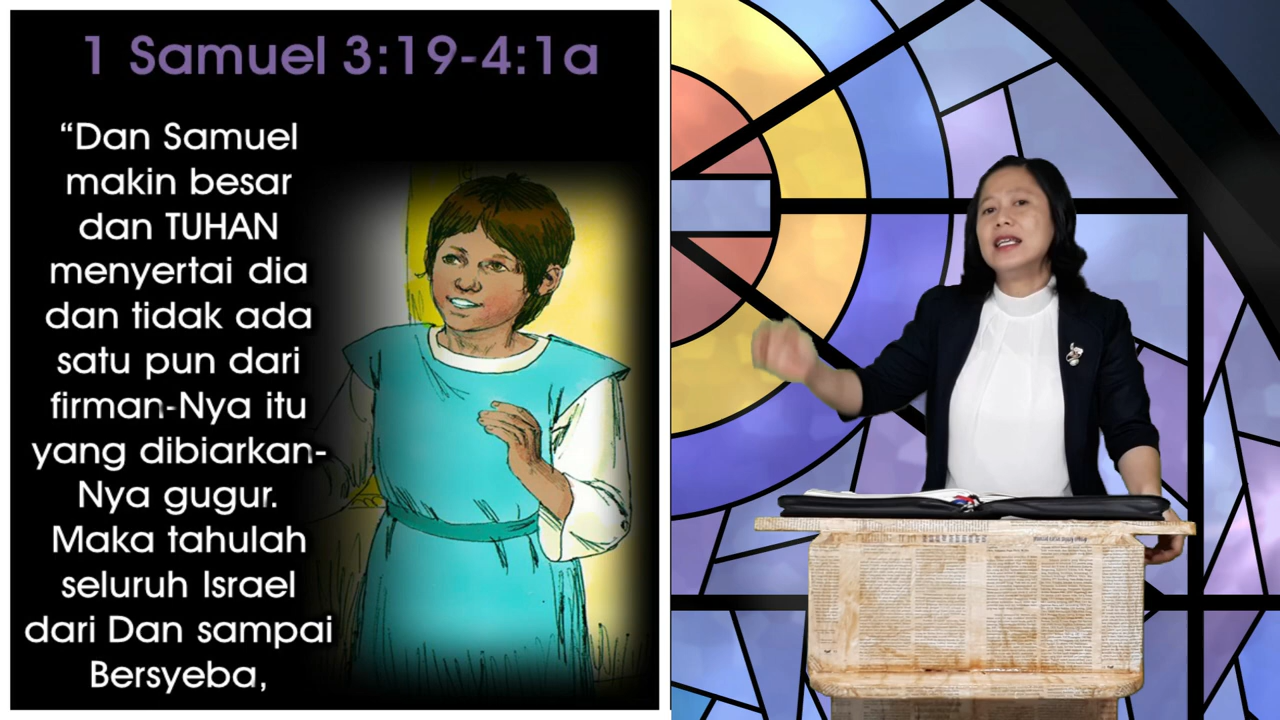 1 Samuel 3:19-4:1a
“Dan Samuel
makin besar
dan TUHAN
menyertai dia
dan tidak ada
satu pun dari
firman-Nya itu
yang dibiarkan-
Nya gugur.
Maka tahulah
seluruh Israel
dari Dan sampai
Bersyeba,